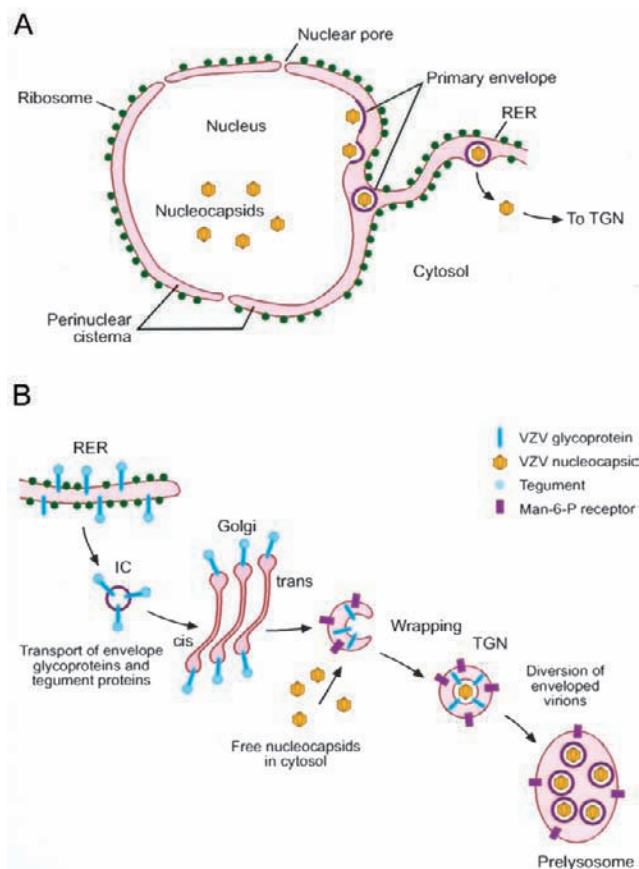 A
Nuclear pore
Ribosome
Primary envelope
RER
Nucleus
Nucleocapsids
To TGN
Cytosol
Perinuclear
cisterna
B
RER
VZV glycoprotein
VZV nucleocapsic
Tegument
Man-6-P receptor
Golgi
trans
IC
cis
Transport of envelope
glycoproteins and
tegument proteins
Wrapping
TGN
Diversion of
enveloped
virions
Free nucleocapsids
in cytosol
Prelysosome